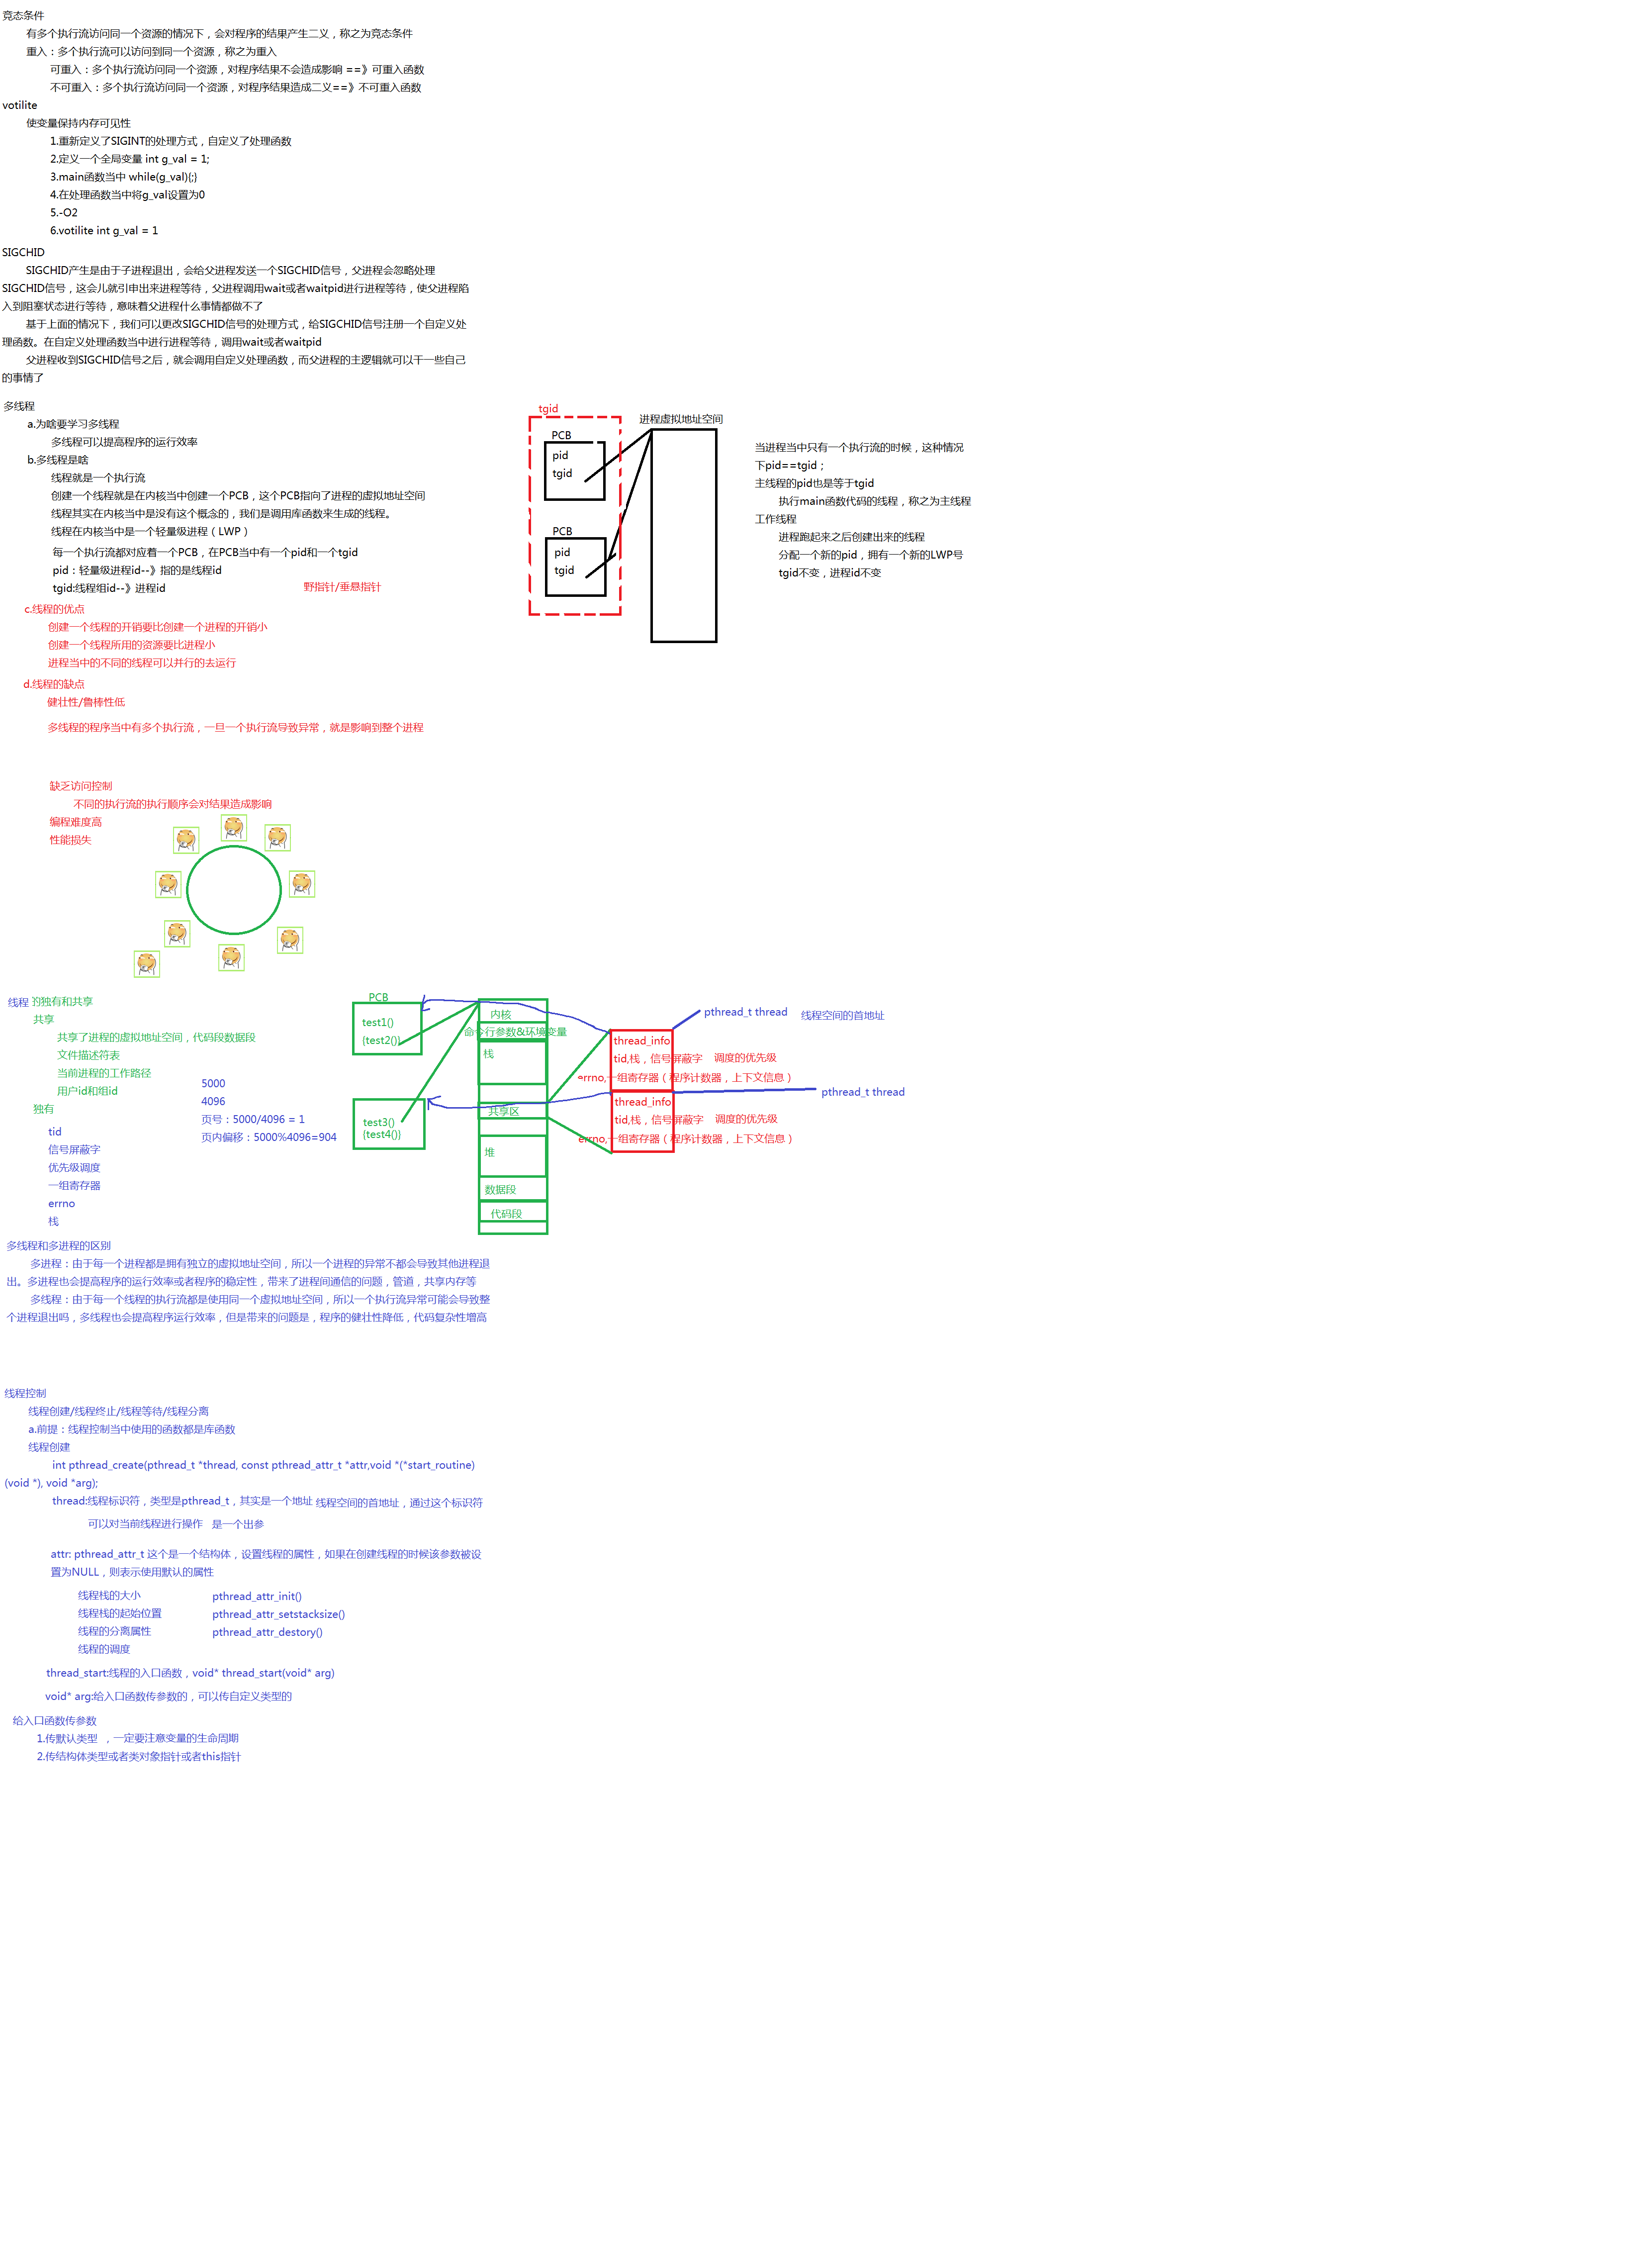 竞态条件
有多个执行流访问同一个资源的情况下，会对程序的结果产生二义，称之为竞态条件
重入：多个执行流可以访问到同一个资源，称之为重入
可重入：多个执行流访问同一个资源，对程序结果不会造成影响 ==》可重入函数
不可重入：多个执行流访问同一个资源，对程序结果造成二义==》不可重入函数
votilite
使变量保持内存可见性
1.重新定义了SIGINT的处理方式，自定义了处理函数
2.定义一个全局变量 int g_val = 1;
3.main函数当中 while(g_val){;}
4.在处理函数当中将g_val设置为0
5.-O2
6.votilite int g_val = 1
SIGCHID
SIGCHID产生是由于子进程退出，会给父进程发送一个SIGCHID信号，父进程会忽略处理
SIGCHID信号，这会儿就引申出来进程等待，父进程调用wait或者waitpid进行进程等待，使父进程陷
入到阻塞状态进行等待，意味着父进程什么事情都做不了
基于上面的情况下，我们可以更改SIGCHID信号的处理方式，给SIGCHID信号注册一个自定义处
理函数。在自定义处理函数当中进行进程等待，调用wait或者waitpid
父进程收到SIGCHID信号之后，就会调用自定义处理函数，而父进程的主逻辑就可以干一些自己
的事情了
多线程
a.为啥要学习多线程
多线程可以提高程序的运行效率
b.多线程是啥
线程就是一个执行流
创建一个线程就是在内核当中创建一个PCB，这个PCB指向了进程的虚拟地址空间
线程其实在内核当中是没有这个概念的，我们是调用库函数来生成的线程。
线程在内核当中是一个轻量级进程（LWP）
每一个执行流都对应着一个PCB，在PCB当中有一个pid和一个tgid
pid：轻量级进程id--》指的是线程id
tgid:线程组id--》进程id
野指针/垂悬指针
tgid
进程虚拟地址空间
PCB
pid
tgid
PCB
pid
tgid
当进程当中只有一个执行流的时候，这种情况
下pid==tgid；
主线程的pid也是等于tgid
执行main函数代码的线程，称之为主线程
工作线程
进程跑起来之后创建出来的线程
分配一个新的pid，拥有一个新的LWP号
tgid不变，进程id不变
c.线程的优点
创建一个线程的开销要比创建一个进程的开销小
创建一个线程所用的资源要比进程小
进程当中的不同的线程可以并行的去运行
d.线程的缺点
健壮性/鲁棒性低
多线程的程序当中有多个执行流，一旦一个执行流导致异常，就是影响到整个进程
缺乏访问控制
不同的执行流的执行顺序会对结果造成影响
编程难度高
性能损失
线程的独有和共享
共享
共享了进程的虚拟地址空间，代码段数据段
文件描述符表
当前进程的工作路径
用户id和组id
独有
tid
信号屏蔽字
优先级调度
一组寄存器
errno
栈
5000
4096
页号：5000/4096 = 1
页内偏移：5000%4096=904
PCB
test1()
{test2()}
test3()
{test4()}
内核
命令行参数&环境变量
栈
共享区
堆
数据段
代码段
pthread_t thread 线程空间的首地址
thread_info
tid,栈，信号屏蔽字 调度的优先级
errno,一组寄存器（程序计数器，上下文信息）
pthread_t thread
thread_info
tid,栈，信号屏蔽字 调度的优先级
errno,一组寄存器（程序计数器，上下文信息）
多线程和多进程的区别
多进程：由于每一个进程都是拥有独立的虚拟地址空间，所以一个进程的异常不都会导致其他进程退
出。多进程也会提高程序的运行效率或者程序的稳定性，带来了进程间通信的问题，管道，共享内存等
多线程：由于每一个线程的执行流都是使用同一个虚拟地址空间，所以一个执行流异常可能会导致整
个进程退出吗，多线程也会提高程序运行效率，但是带来的问题是，程序的健壮性降低，代码复杂性增高
线程控制
线程创建/线程终止/线程等待/线程分离
a.前提：线程控制当中使用的函数都是库函数
线程创建
int pthread_create(pthread_t *thread, const pthread_attr_t *attr,void *(*start_routine)
(void *), void *arg);
thread:线程标识符，类型是pthread_t，其实是一个地址 线程空间的首地址，通过这个标识符
可以对当前线程进行操作 是一个出参
attr: pthread_attr_t 这个是一个结构体，设置线程的属性，如果在创建线程的时候该参数被设
置为NULL，则表示使用默认的属性
线程栈的大小 pthread_attr_init()
线程栈的起始位置 pthread_attr_setstacksize()
线程的分离属性 pthread_attr_destory()
线程的调度
thread_start:线程的入口函数，void* thread_start(void* arg)
void* arg:给入口函数传参数的，可以传自定义类型的
给入口函数传参数
1.传默认类型 ，一定要注意变量的生命周期
2.传结构体类型或者类对象指针或者this指针